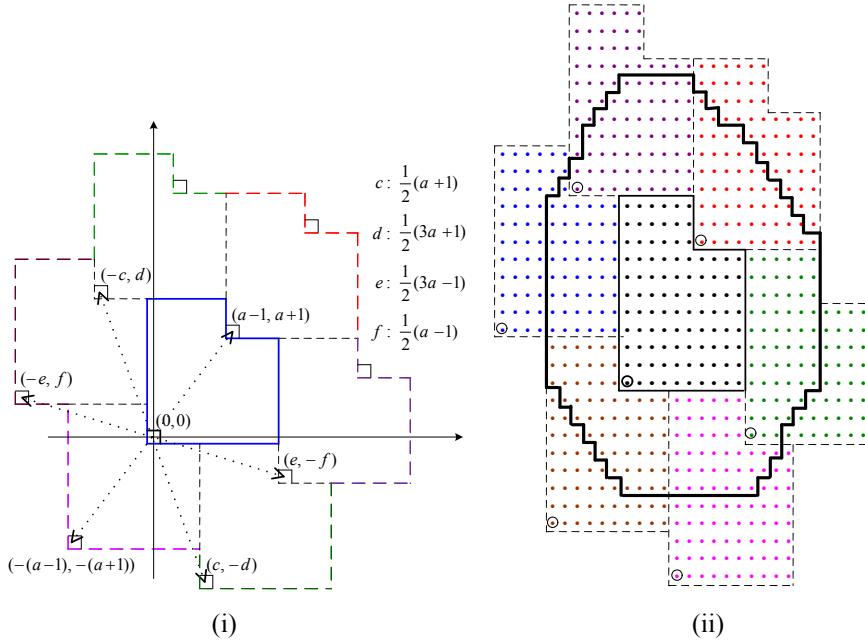 c: 1/2(a+1)
d: 1/2(3a+1)
e: 1/2(3a−1)
f: 1/2(a−1)
(−c, d)
(a−1, a+1)
(−e, f)
(0,0)
(e, −f)
(−(a−1), −(a+1))
(c, −d)
(i)
(ii)